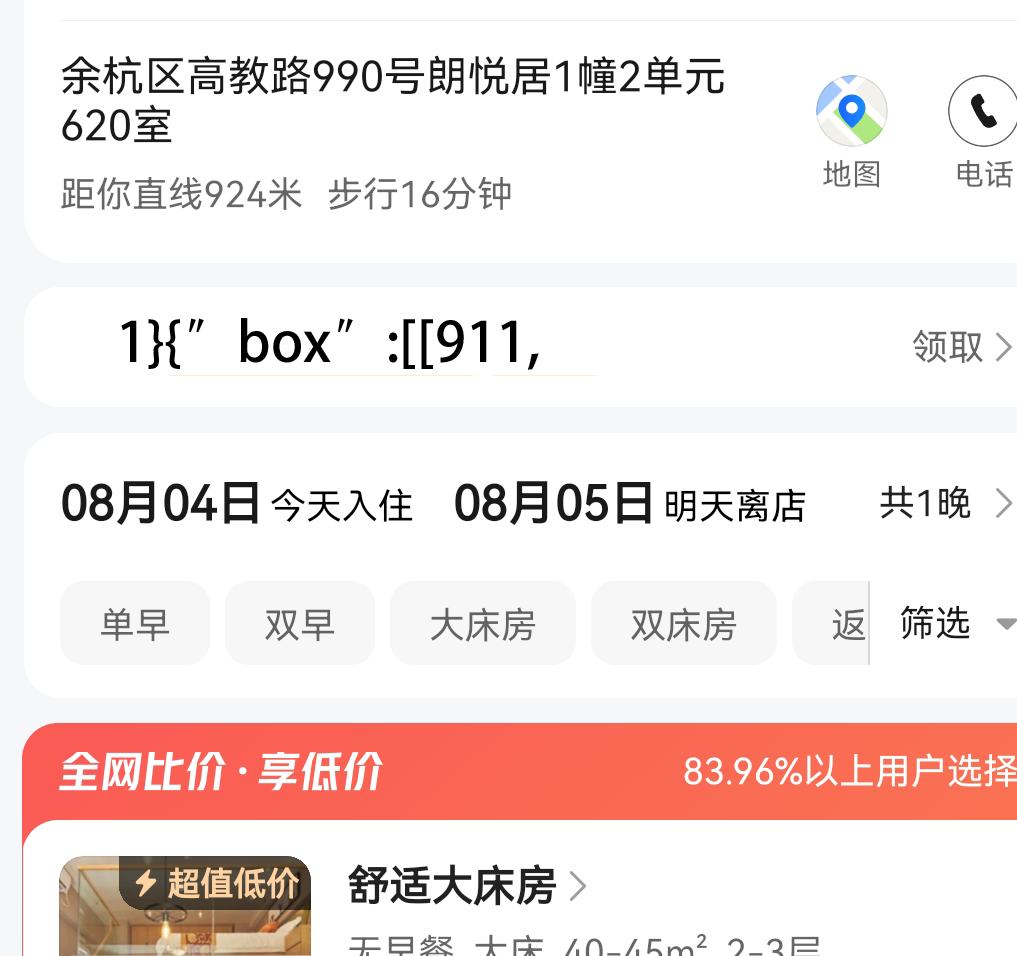 余杭区高教路990号朗悦居1幢2单元
620室
地图
电话
距你直线924米 步行16分钟
1}{″ box″ :[[911,
领取
08月04日 今天入住 08月05日 明天离店 共1晚
单早 双早 大床房 双床房 返 筛选
全网比价·享低价 83.96%以上用户选择
超值低价
舒适大床房
无早餐 大床 40-45m² 2-3层